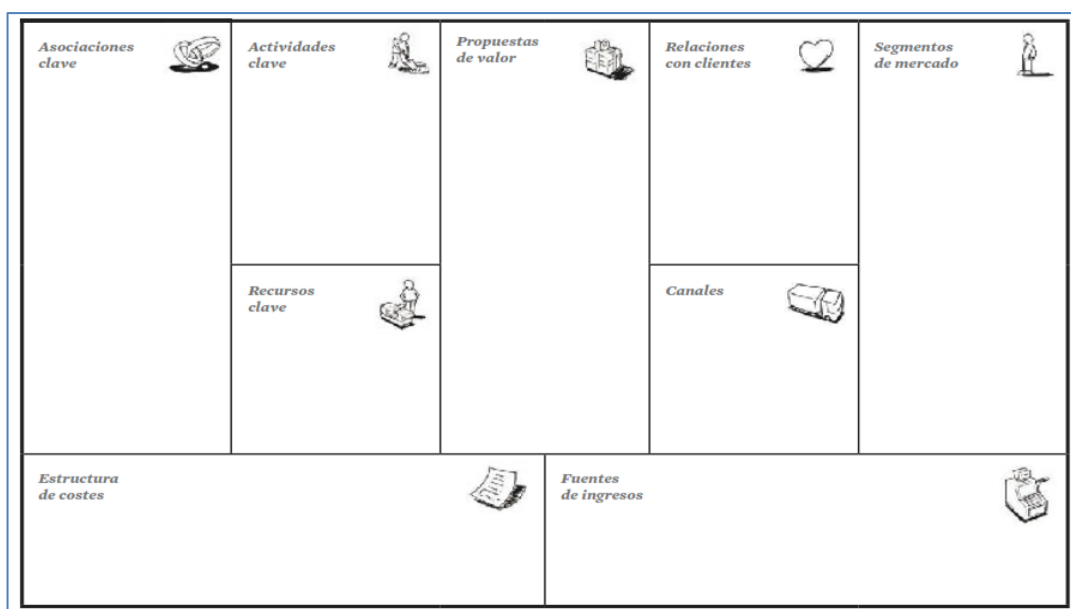 Asociaciones
clave
Actividades
clave
Propuestas
de valor
Relaciones
con clientes
Segmentos
de mercado
Recursos
clave
Canales
Estructura
de costes
Fuentes
de ingresos